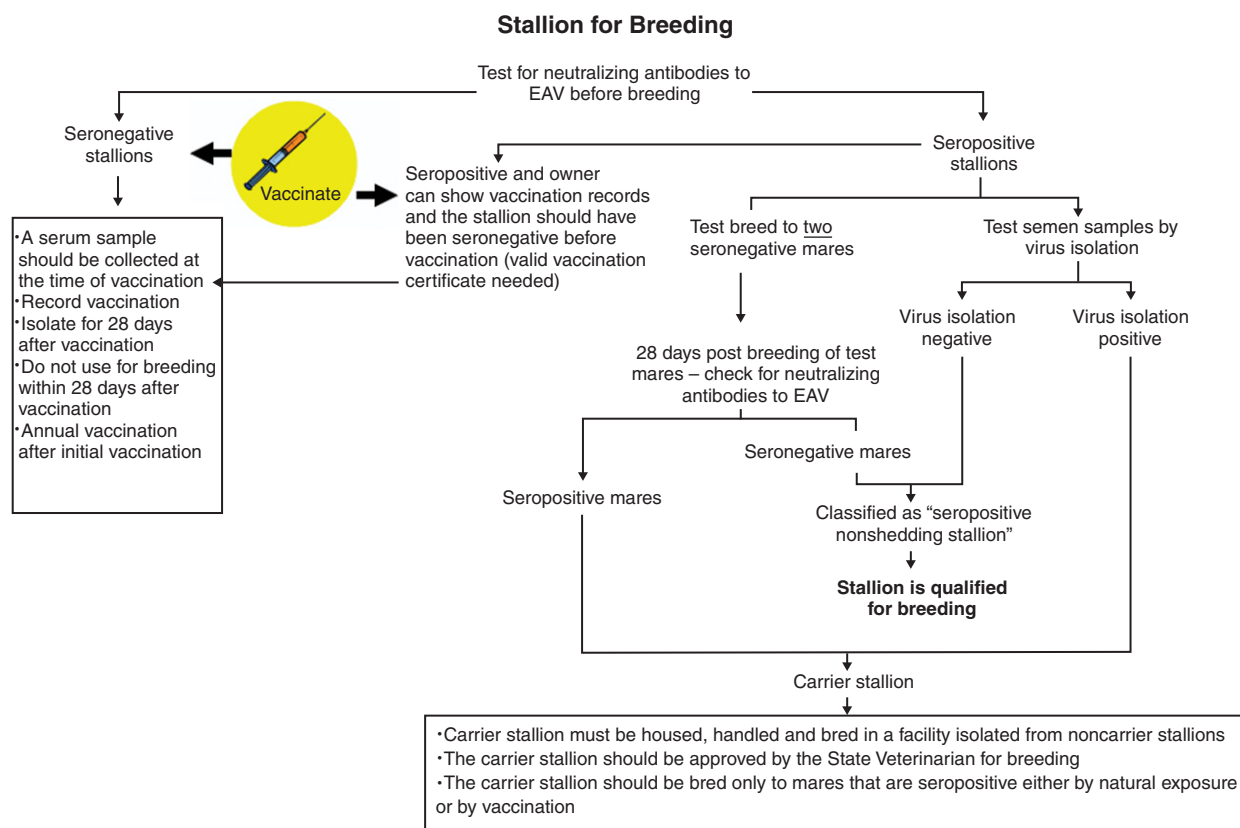 Stallion for Breeding
Test for neutralizing antibodies to
EAV before breeding
Seronegative
stallions
Vaccinate
Seropositive and owner
can show vaccination records
and the stallion should have
been seronegative before
vaccination (valid vaccination
certificate needed)
Seropositive
stallions
•A serum sample
should be collected at
the time of vaccination
•Record vaccination
•Isolate for 28 days
after vaccination
•Do not use for breeding
within 28 days after
vaccination
•Annual vaccination
after initial vaccination
Test breed to two
seronegative mares
Test semen samples by
virus isolation
Virus isolation
negative
Virus isolation
positive
28 days post breeding of test
mares – check for neutralizing
antibodies to EAV
Seronegative mares
Seropositive mares
Classified as “seropositive
nonshedding stallion”
Stallion is qualified
for breeding
Carrier stallion
•Carrier stallion must be housed, handled and bred in a facility isolated from noncarrier stallions
•The carrier stallion should be approved by the State Veterinarian for breeding
•The carrier stallion should be bred only to mares that are seropositive either by natural exposure
or by vaccination